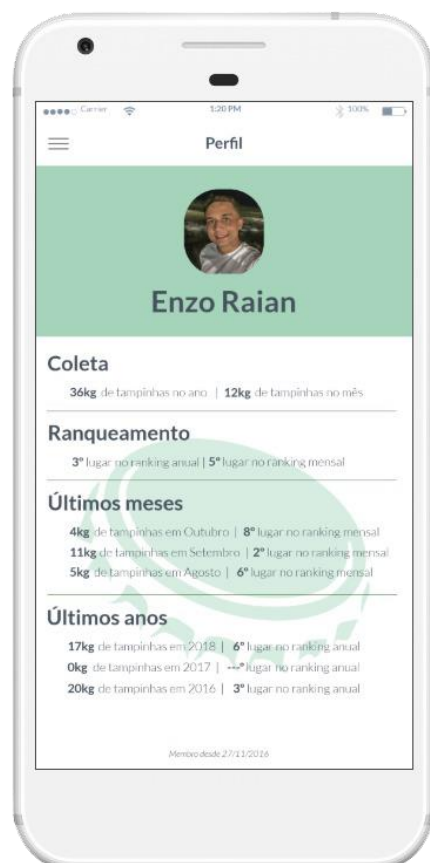 Carrier 1:20 PM 100%
Perfil
Enzo Raian
Coleta
36kg de tampinhas no ano | 12kg de tampinhas no mês
Ranqueamento
3º lugar no ranking anual | 5º lugar no ranking mensal
Últimos meses
4kg de tampinhas em Outubro | 8º lugar no ranking mensal
11kg de tampinhas em Setembro | 2º lugar no ranking mensal
5kg de tampinhas em Agosto | 6º lugar no ranking mensal
Últimos anos
17kg de tampinhas em 2018 | 6º lugar no ranking anual
0kg de tampinhas em 2017 | ---º lugar no ranking anual
20kg de tampinhas em 2016 | 3º lugar no ranking anual
Membro desde 27/11/2016